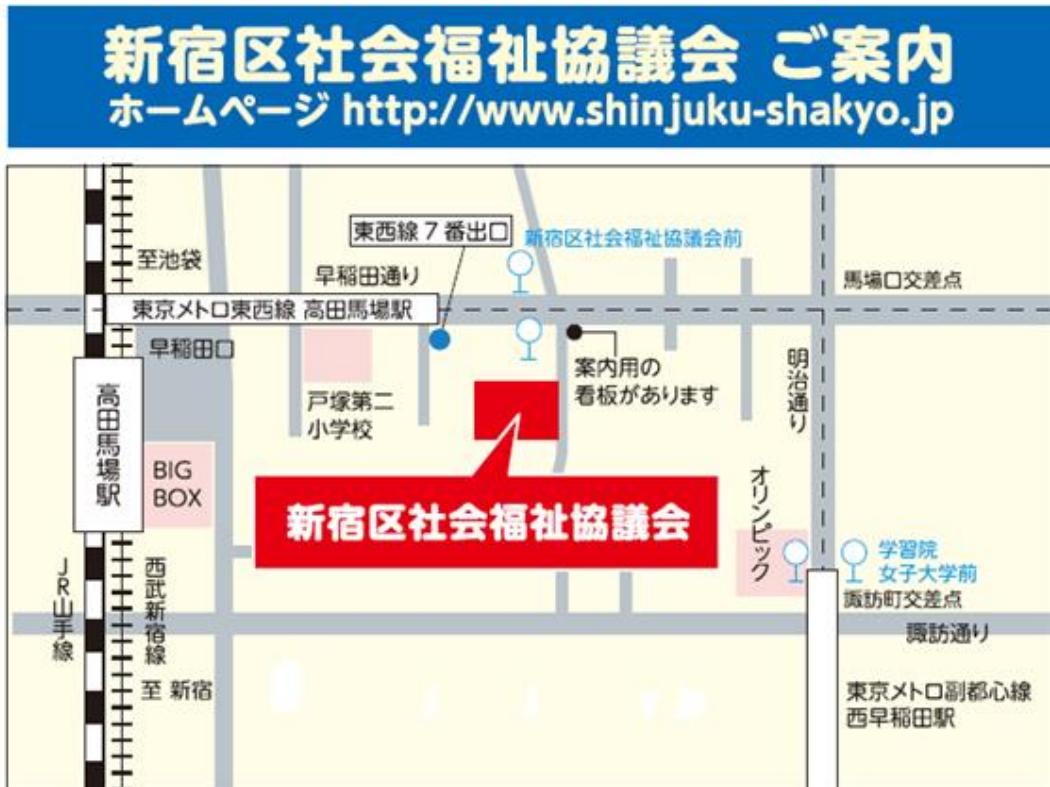 新宿区社会福祉協議会 ご案内
ホームページ http://www.shinjuku-shakyo.jp
東西線 7 番出口
新宿区社会福祉協議会前
至池袋
早稲田通り
馬場口交差点
東京メトロ東西線 高田馬場駅
早稲田口
案内用の
看板があります
明治通り
高田馬場駅
戸塚第二
小学校
BIG
BOX
オリンピック
新宿区社会福祉協議会
学習院
女子大学前
JR山手線
西武新宿線
諏訪町交差点
諏訪通り
至 新宿
東京メトロ副都心線
西早稲田駅